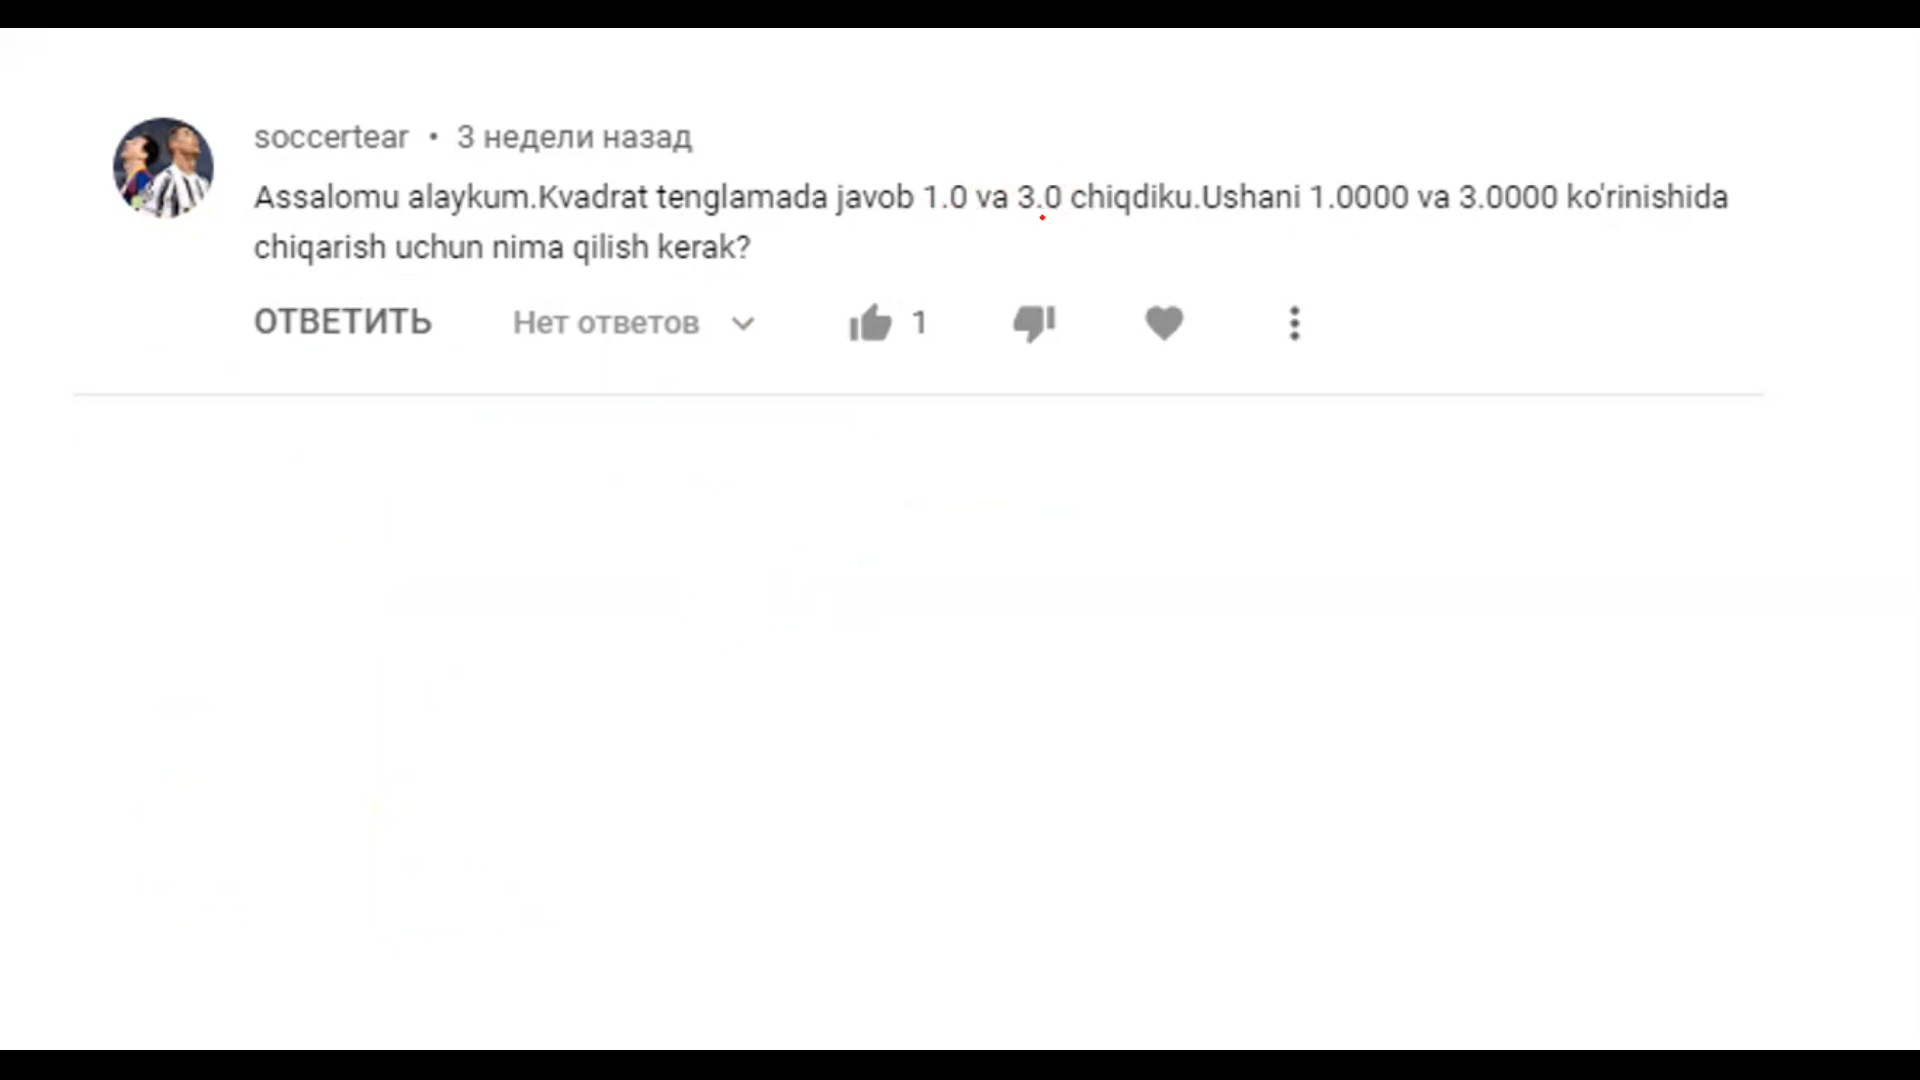 soccertear • 3 недели назад
Assalomu alaykum.Kvadrat tenglamada javob 1.0 va 3.0 chiqdiku.Ushani 1.0000 va 3.0000 ko'rinishida
chiqarish uchun nima qilish kerak?
ОТВЕТИТЬ Нет ответов 1